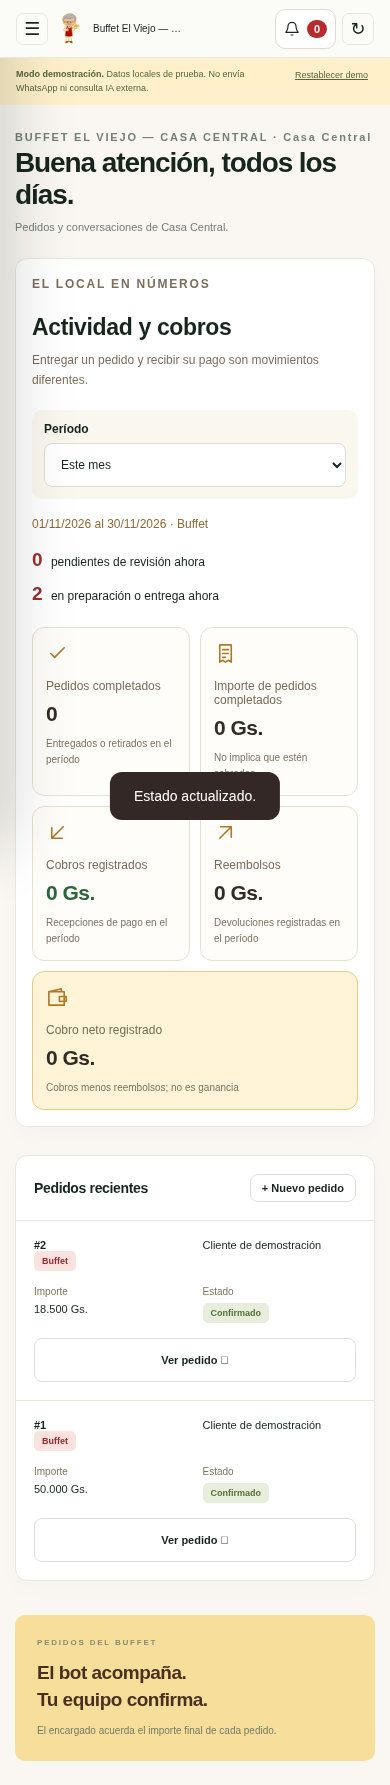 Buffet El Viejo — …
0
Modo demostración. Datos locales de prueba. No envía
WhatsApp ni consulta IA externa.
Restablecer demo
BUFFET EL VIEJO — CASA CENTRAL · Casa Central
Buena atención, todos los
días.
Pedidos y conversaciones de Casa Central.
EL LOCAL EN NÚMEROS
Actividad y cobros
Entregar un pedido y recibir su pago son movimientos
diferentes.
Período
Este mes
01/11/2026 al 30/11/2026 · Buffet
0 pendientes de revisión ahora
2 en preparación o entrega ahora
Pedidos completados
0
Entregados o retirados en el
período
Importe de pedidos
completados
0 Gs.
No implica que estén
Estado actualizado.
Cobros registrados
0 Gs.
Recepciones de pago en el
período
Reembolsos
0 Gs.
Devoluciones registradas en
el período
Cobro neto registrado
0 Gs.
Cobros menos reembolsos; no es ganancia
Pedidos recientes
+ Nuevo pedido
#2
Buffet
Cliente de demostración
Importe
18.500 Gs.
Estado
Confirmado
Ver pedido
#1
Buffet
Cliente de demostración
Importe
50.000 Gs.
Estado
Confirmado
Ver pedido
PEDIDOS DEL BUFFET
El bot acompaña.
Tu equipo confirma.
El encargado acuerda el importe final de cada pedido.